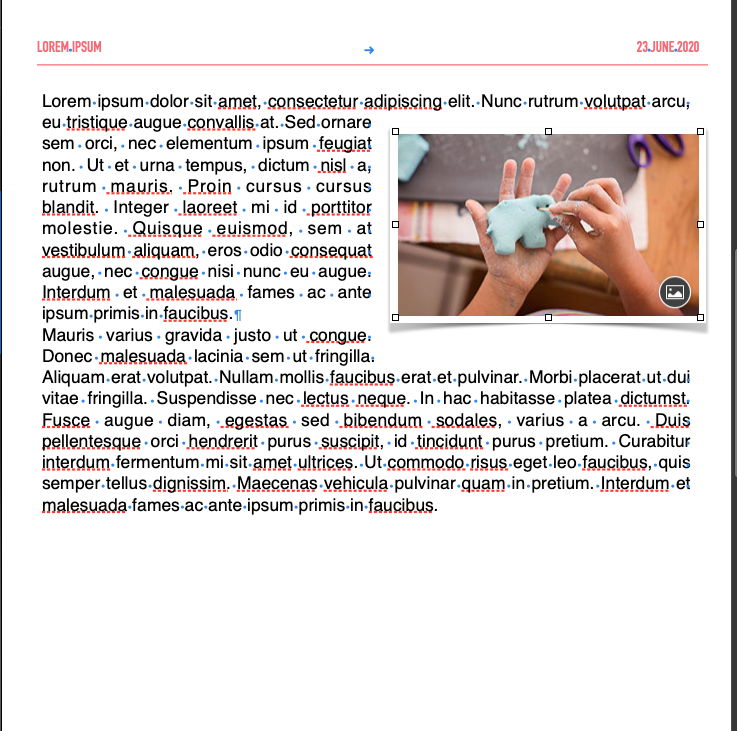 LOREM IPSUM → 23.JUNE.2020
Lorem ipsum dolor sit amet, consectetur adipiscing elit. Nunc rutrum volutpat arcu,
eu tristique augue convallis at. Sed ornare
sem orci, nec elementum ipsum feugiat
non. Ut et urna tempus, dictum nisl a,
rutrum mauris. Proin cursus cursus
blandit. Integer laoreet mi id porttitor
molestie. Quisque euismod, sem at
vestibulum aliquam, eros odio consequat
augue, nec congue nisi nunc eu augue.
Interdum et malesuada fames ac ante
ipsum primis in faucibus.¶
Mauris varius gravida justo ut congue.
Donec malesuada lacinia sem ut fringilla.
Aliquam erat volutpat. Nullam mollis faucibus erat et pulvinar. Morbi placerat ut dui
vitae fringilla. Suspendisse nec lectus neque. In hac habitasse platea dictumst.
Fusce augue diam, egestas sed bibendum sodales, varius a arcu. Duis
pellentesque orci hendrerit purus suscipit, id tincidunt purus pretium. Curabitur
interdum fermentum mi sit amet ultrices. Ut commodo risus eget leo faucibus, quis
semper tellus dignissim. Maecenas vehicula pulvinar quam in pretium. Interdum et
malesuada fames ac ante ipsum primis in faucibus.